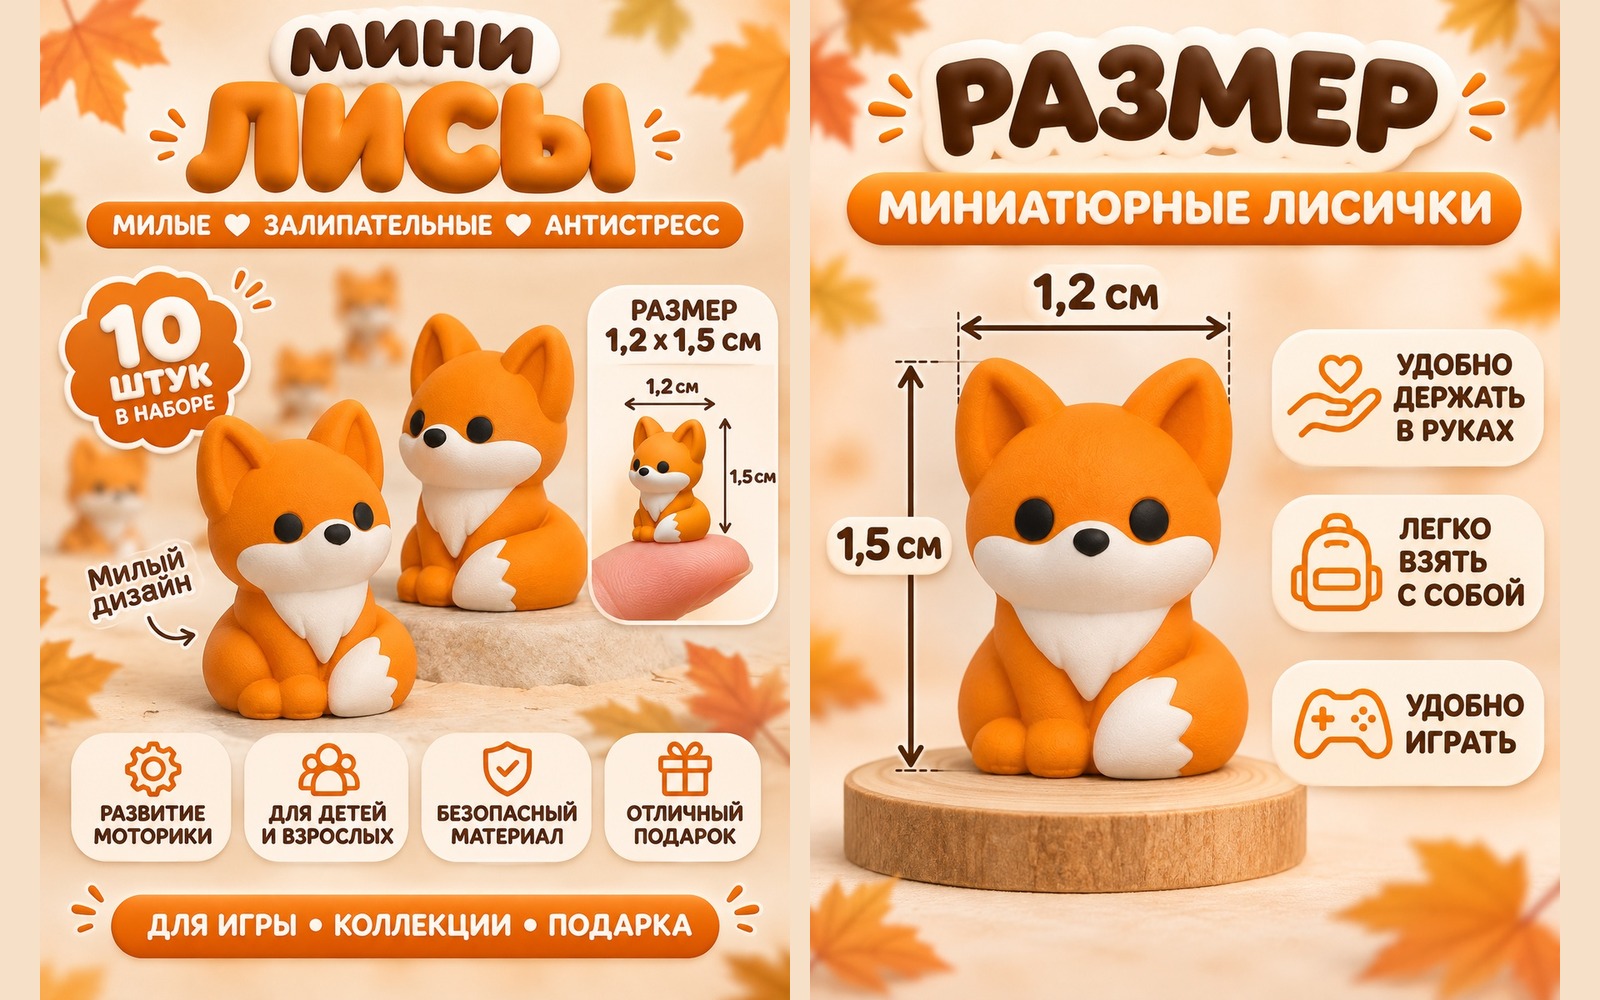 МИНИ
ЛИСЫ
МИЛЫЕ ЗАЛИПАТЕЛЬНЫЕ АНТИСТРЕСС
10
ШТУК
В НАБОРЕ
РАЗМЕР
1,2 х 1,5 см
1,2 см
1,5 см
Милый
дизайн
РАЗВИТИЕ
МОТОРИКИ
ДЛЯ ДЕТЕЙ
И ВЗРОСЛЫХ
БЕЗОПАСНЫЙ
МАТЕРИАЛ
ОТЛИЧНЫЙ
ПОДАРОК
ДЛЯ ИГРЫ • КОЛЛЕКЦИИ • ПОДАРКА
РАЗМЕР
МИНИАТЮРНЫЕ ЛИСИЧКИ
1,2 см
1,5 см
УДОБНО
ДЕРЖАТЬ
В РУКАХ
ЛЕГКО
ВЗЯТЬ
С СОБОЙ
УДОБНО
ИГРАТЬ